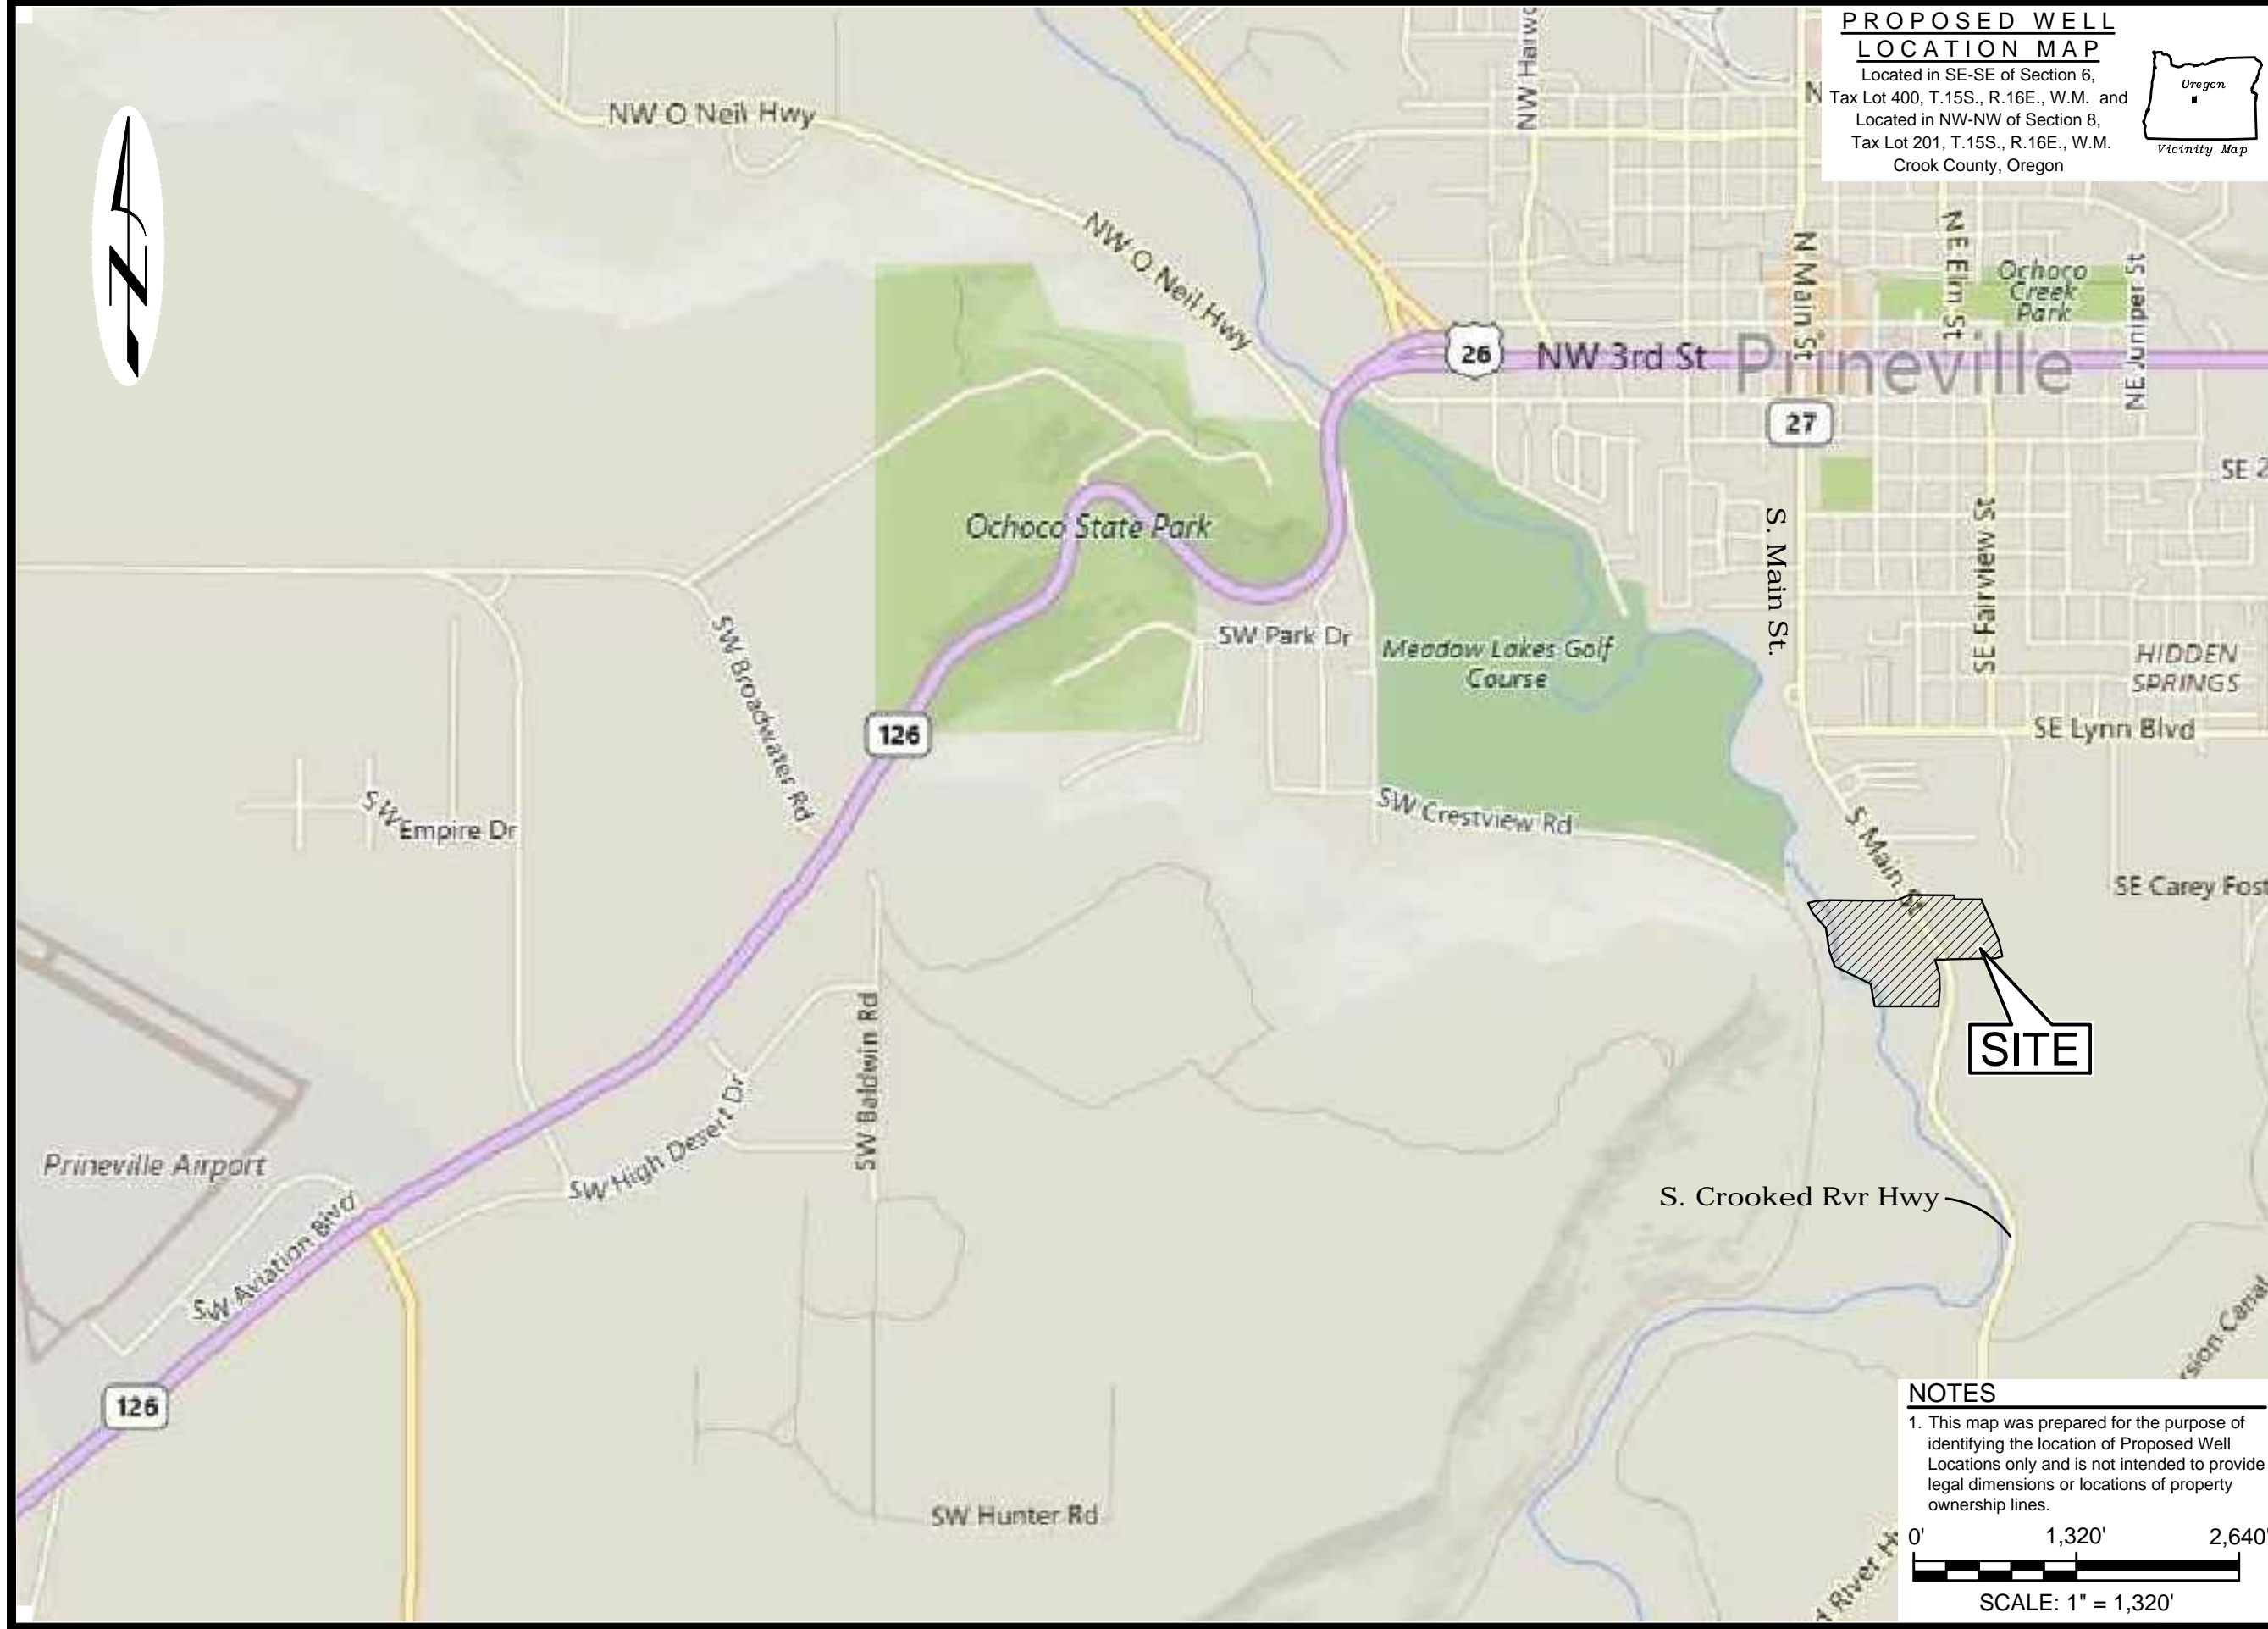 PROPOSED WELL
LOCATION MAP
Located in SE-SE of Section 6,
Tax Lot 400, T.15S., R.16E., W.M. and
Located in NW-NW of Section 8,
Tax Lot 201, T.15S., R.16E., W.M.
Crook County, Oregon
Oregon
Vicinity Map
N
NW O Neil Hwy
NW O Neil Hwy
N Main St
NE Elm St
Ochoco
Creek
Park
NE Juniper St
26
NW 3rd St
Prineville
27
SE 2
Ochoco State Park
S. Main St.
SE Fairview St
SW Park Dr
Meadow Lakes Golf
Course
HIDDEN
SPRINGS
SW Broadwater Rd
126
SE Lynn Blvd
SW Empire Dr
SW Crestview Rd
S Main St
SE Carey Fost
SITE
SW Baldwin Rd
SW High Desert Dr
Prineville Airport
SW Aviation Blvd
S. Crooked Rvr Hwy
126
SW Hunter Rd
NOTES
1. This map was prepared for the purpose of
identifying the location of Proposed Well
Locations only and is not intended to provide
legal dimensions or locations of property
ownership lines.
0' 1,320' 2,640'
SCALE: 1" = 1,320'